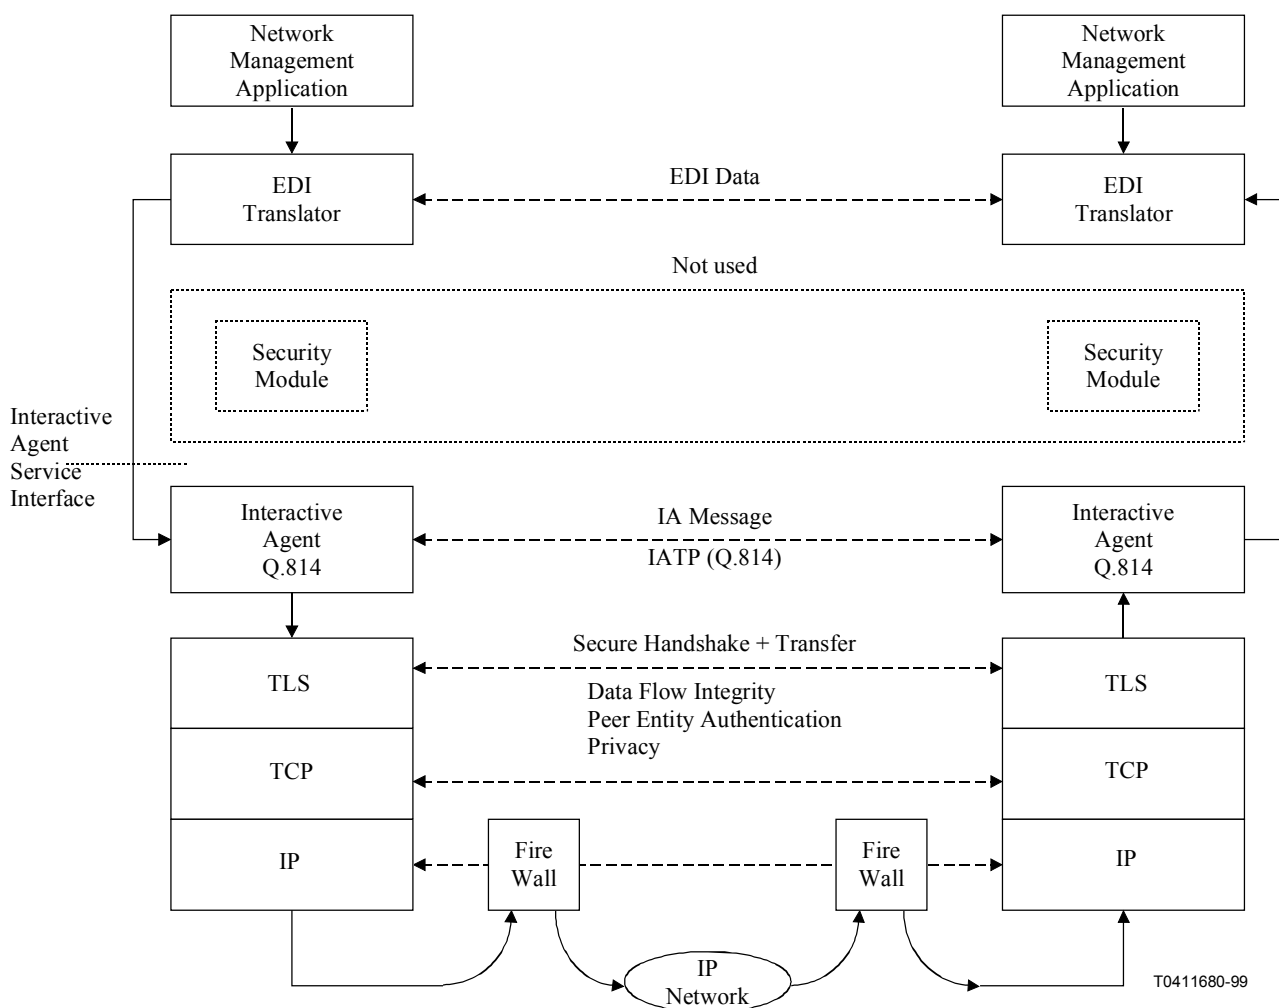 Network
Management
Application
Network
Management
Application
EDI
Translator
EDI Data
EDI
Translator
Not used
Security
Module
Security
Module
Interactive
Agent
Service
Interface
Interactive
Agent
Q.814
IA Message
IATP (Q.814)
Interactive
Agent
Q.814
Secure Handshake + Transfer
TLS
TLS
Data Flow Integrity
Peer Entity Authentication
Privacy
TCP
TCP
IP
Fire
Wall
Fire
Wall
IP
IP
Network
T0411680-99